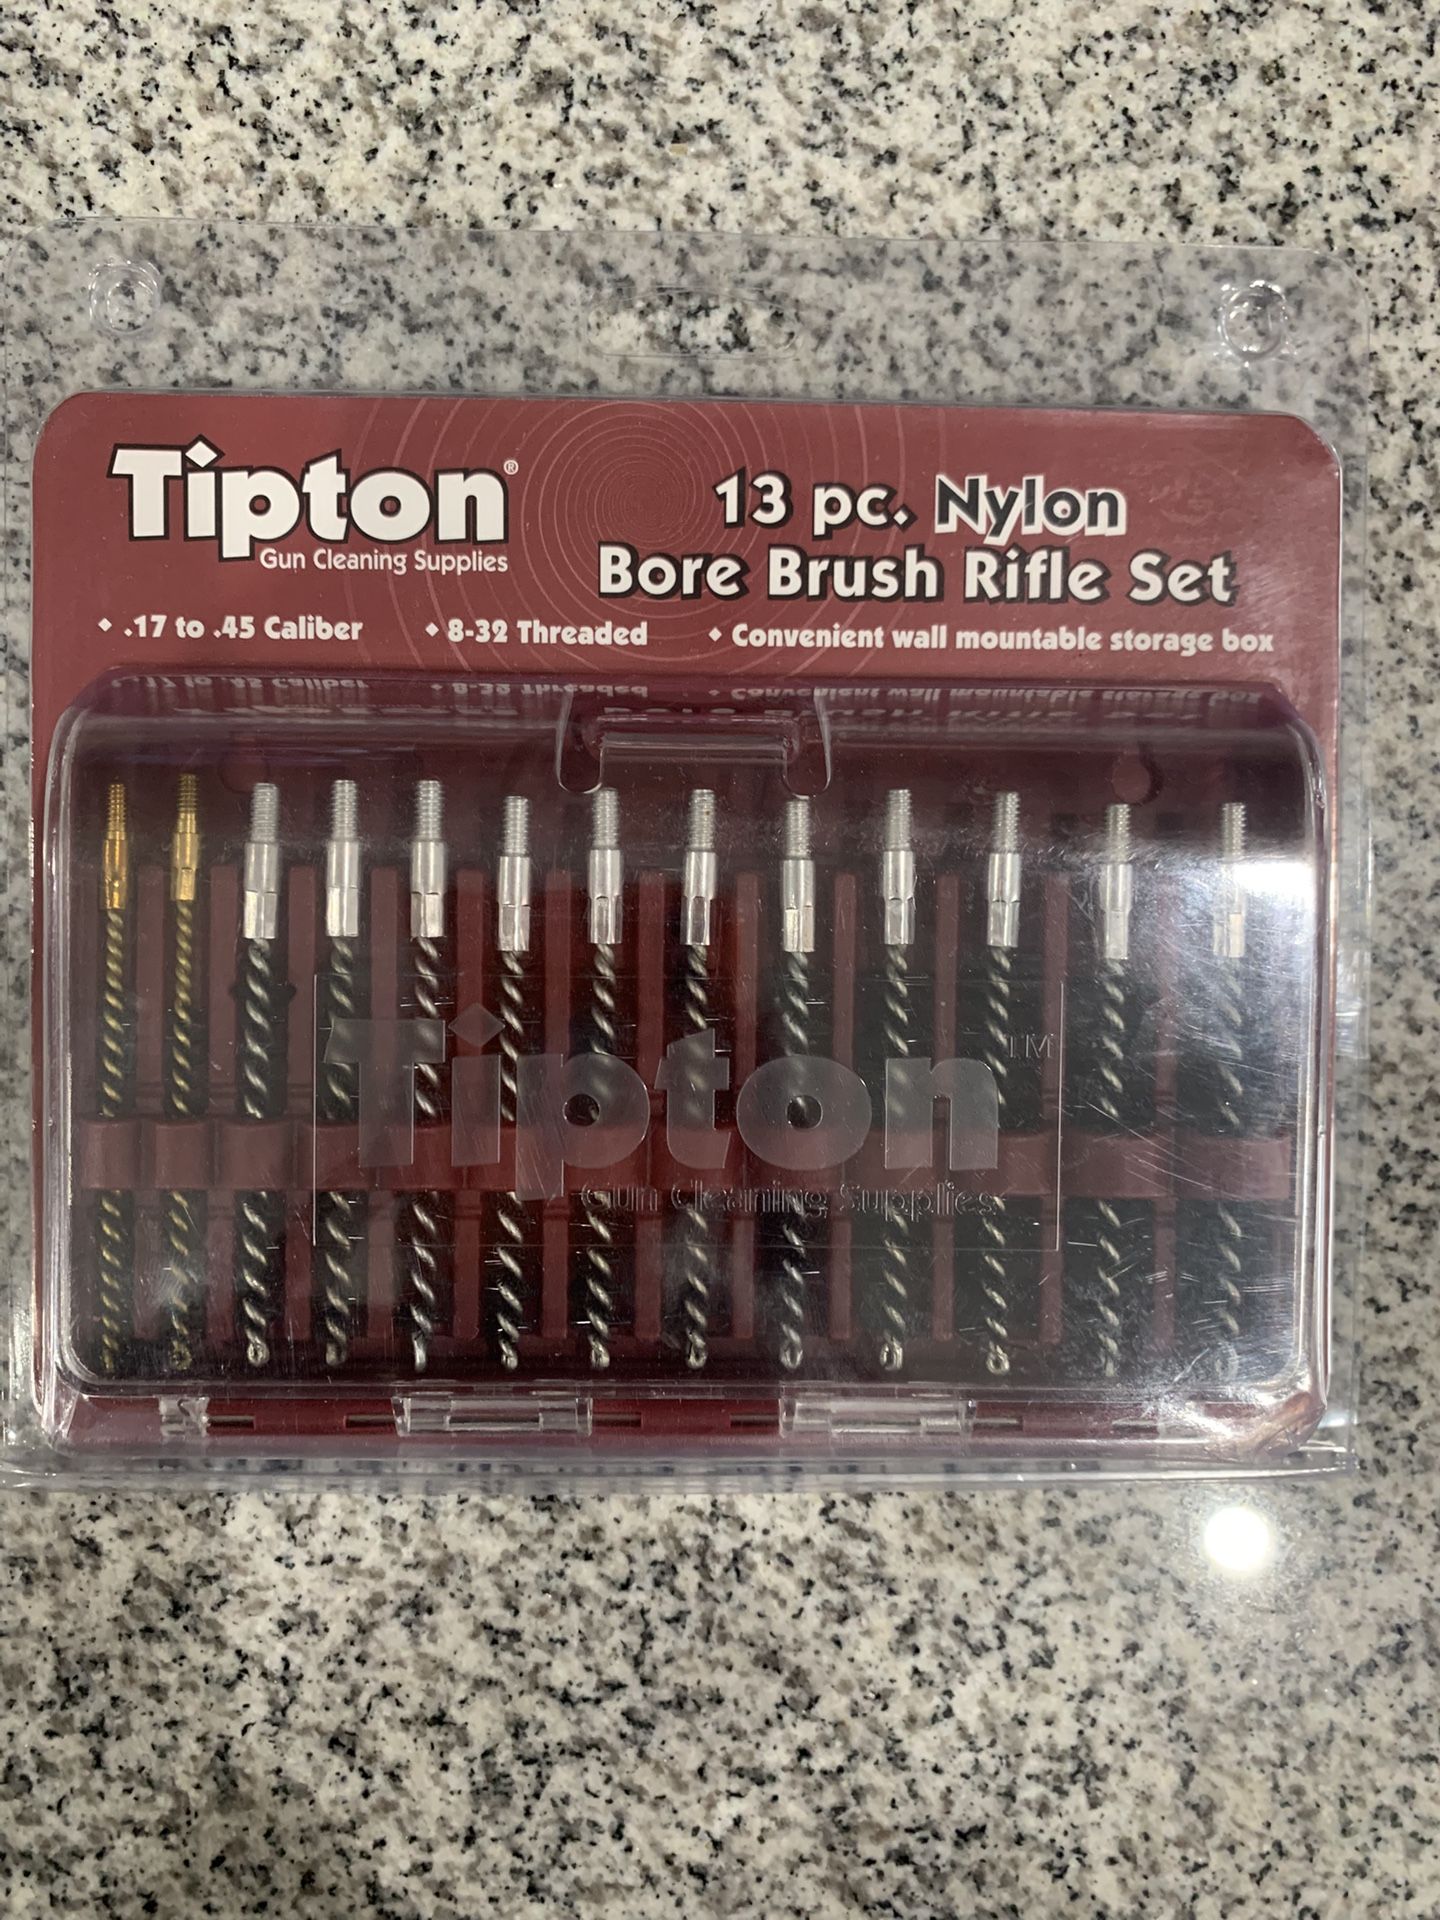 Tipton®
Gun Cleaning Supplies
13 pc. Nylon
Bore Brush Rifle Set
.17 to .45 Caliber
8-32 Threaded
Convenient wall mountable storage box
Tipton™
Gun Cleaning Supplies